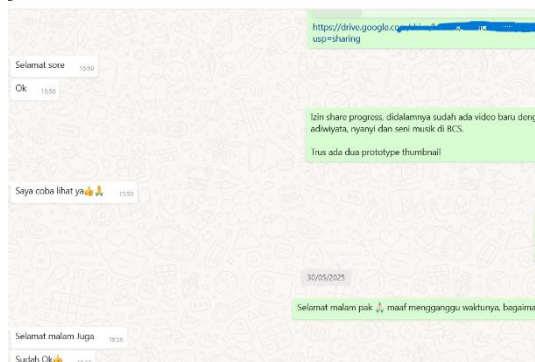 https://drive.google.co
usp=sharing
Selamat sore 15:50
Ok 15:53
Izin share progress, didalamnya sudah ada video baru deng
adiwiyata, nyanyi dan seni musik di BCS.
Trus ada dua prototype thumbnail
Saya coba lihat ya👍🙏 15:55
30/05/2025
Selamat malam pak 🙏 maaf mengganggu waktunya, bagaima
Selamat malam Juga 18:56
Sudah Ok👍